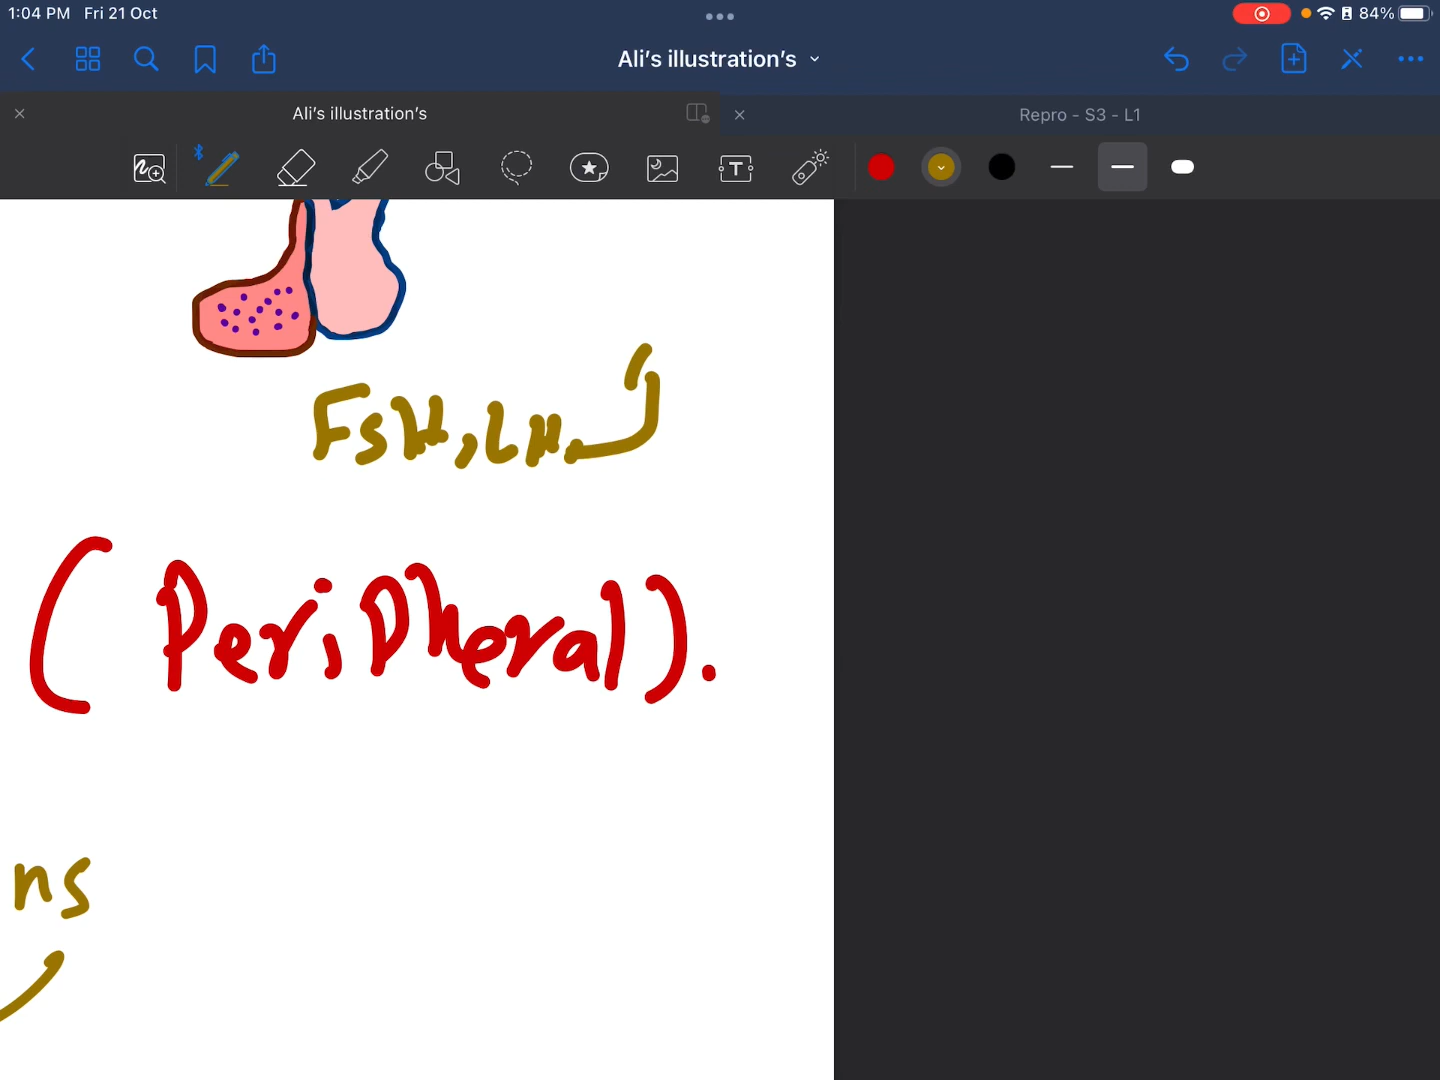 1:04 PM Fri 21 Oct
84%
Ali's illustration's
Ali's illustration's
Repro - S3 - L1
T
FSH, LH.
( Peripheral ).
ns